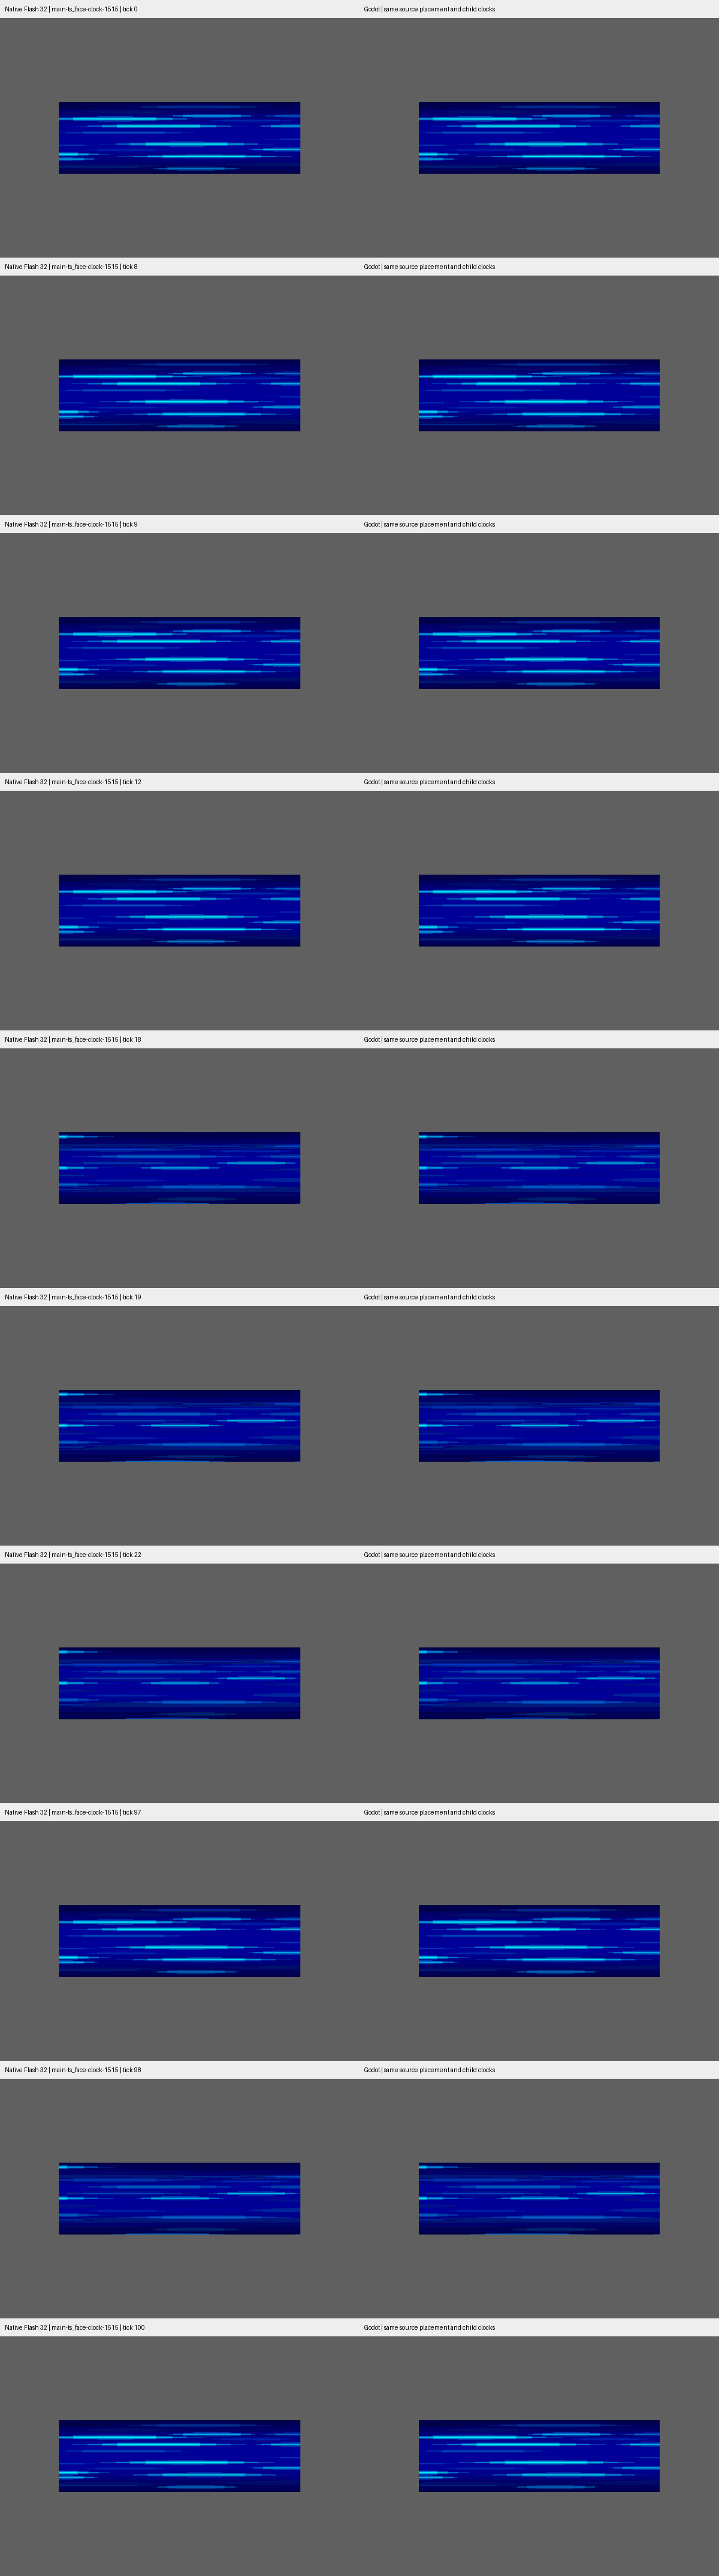 Native Flash 32 | main-ts_face-clock-1515 | tick 0
Godot | same source placement and child clocks
Native Flash 32 | main-ts_face-clock-1515 | tick 8
Godot | same source placement and child clocks
Native Flash 32 | main-ts_face-clock-1515 | tick 9
Godot | same source placement and child clocks
Native Flash 32 | main-ts_face-clock-1515 | tick 12
Godot | same source placement and child clocks
Native Flash 32 | main-ts_face-clock-1515 | tick 18
Godot | same source placement and child clocks
Native Flash 32 | main-ts_face-clock-1515 | tick 19
Godot | same source placement and child clocks
Native Flash 32 | main-ts_face-clock-1515 | tick 22
Godot | same source placement and child clocks
Native Flash 32 | main-ts_face-clock-1515 | tick 97
Godot | same source placement and child clocks
Native Flash 32 | main-ts_face-clock-1515 | tick 98
Godot | same source placement and child clocks
Native Flash 32 | main-ts_face-clock-1515 | tick 100
Godot | same source placement and child clocks